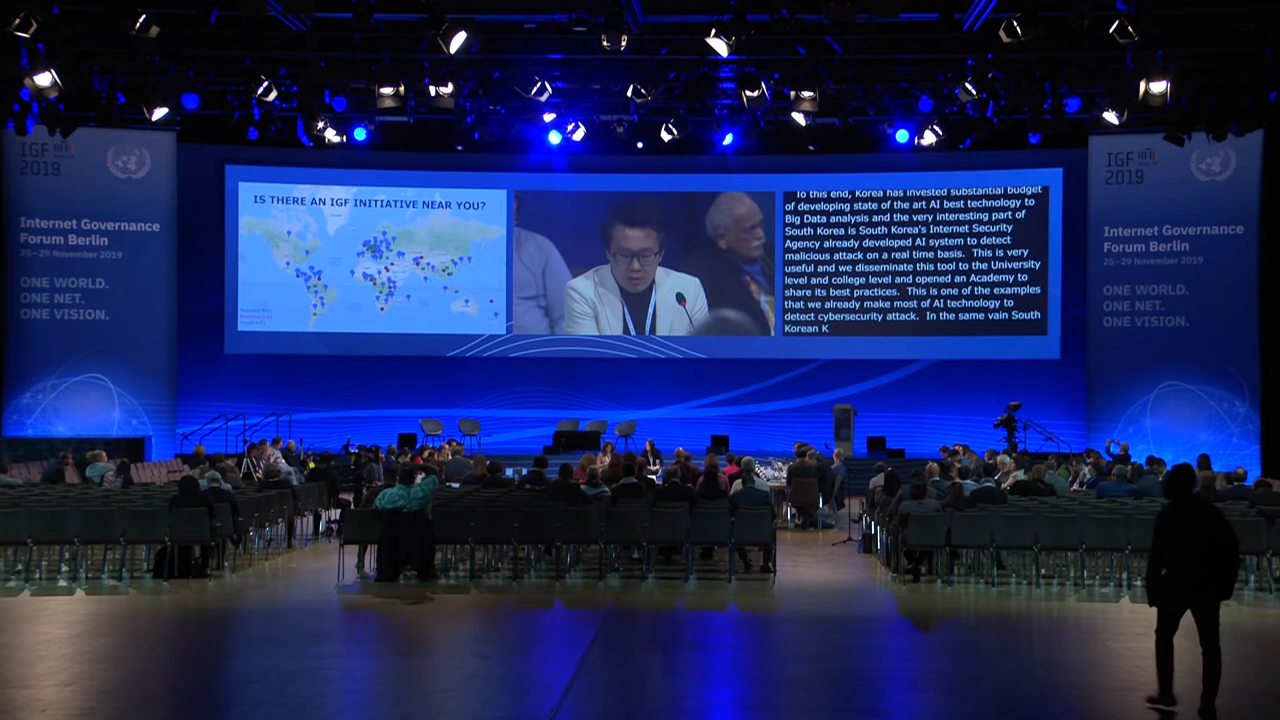 IGF
2019
Internet Governance
Forum Berlin
25–29 November 2019
ONE WORLD.
ONE NET.
ONE VISION.
IS THERE AN IGF INITIATIVE NEAR YOU?
To this end, Korea has invested substantial budget
of developing state of the art AI best technology to
Big Data analysis and the very interesting part of
South Korea is South Korea's Internet Security
Agency already developed AI system to detect
malicious attack on a real time basis.  This is very
useful and we disseminate this tool to the University
level and college level and opened an Academy to
share its best practices.  This is one of the examples
that we already make most of AI technology to
detect cybersecurity attack.  In the same vain South
Korean K
IGF
2019
Internet Governance
Forum Berlin
25–29 November 2019
ONE WORLD.
ONE NET.
ONE VISION.